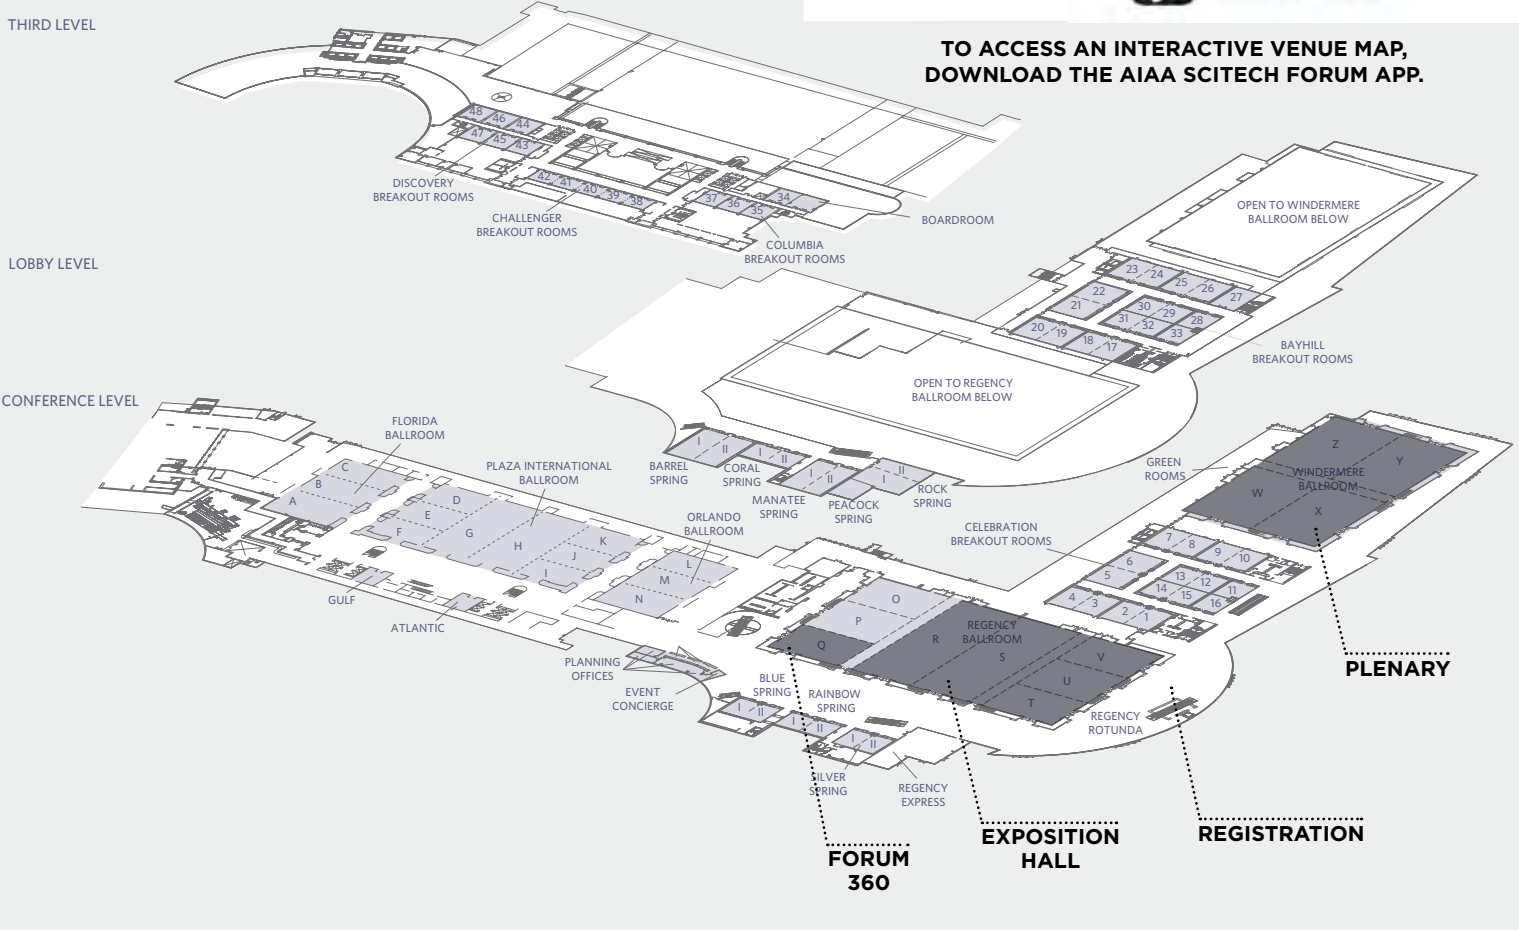 THIRD LEVEL
TO ACCESS AN INTERACTIVE VENUE MAP,
DOWNLOAD THE AIAA SCITECH FORUM APP.
48
46
44
47
45
43
42
41
40
39
38
37
36
35
34
DISCOVERY
BREAKOUT ROOMS
CHALLENGER
BREAKOUT ROOMS
COLUMBIA
BREAKOUT ROOMS
BOARDROOM
LOBBY LEVEL
OPEN TO WINDERMERE
BALLROOM BELOW
23
24
25
26
27
22
21
30
29
28
31
32
33
20
19
18
17
BAYHILL
BREAKOUT ROOMS
OPEN TO REGENCY
BALLROOM BELOW
I
II
I
II
I
II
I
II
BARREL
SPRING
CORAL
SPRING
MANATEE
SPRING
PEACOCK
SPRING
ROCK
SPRING
CONFERENCE LEVEL
FLORIDA
BALLROOM
C
B
A
PLAZA INTERNATIONAL
BALLROOM
D
E
F
G
H
I
J
K
ORLANDO
BALLROOM
L
M
N
GULF
ATLANTIC
PLANNING
OFFICES
EVENT
CONCIERGE
BLUE
SPRING
I
II
RAINBOW
SPRING
I
II
SILVER
SPRING
I
II
REGENCY
EXPRESS
O
P
Q
R
REGENCY
BALLROOM
S
T
U
V
REGENCY
ROTUNDA
CELEBRATION
BREAKOUT ROOMS
7
8
9
10
6
5
13
12
11
14
15
16
4
3
2
1
GREEN
ROOMS
Z
Y
WINDERMERE
BALLROOM
W
X
PLENARY
REGISTRATION
EXPOSITION
HALL
FORUM
360